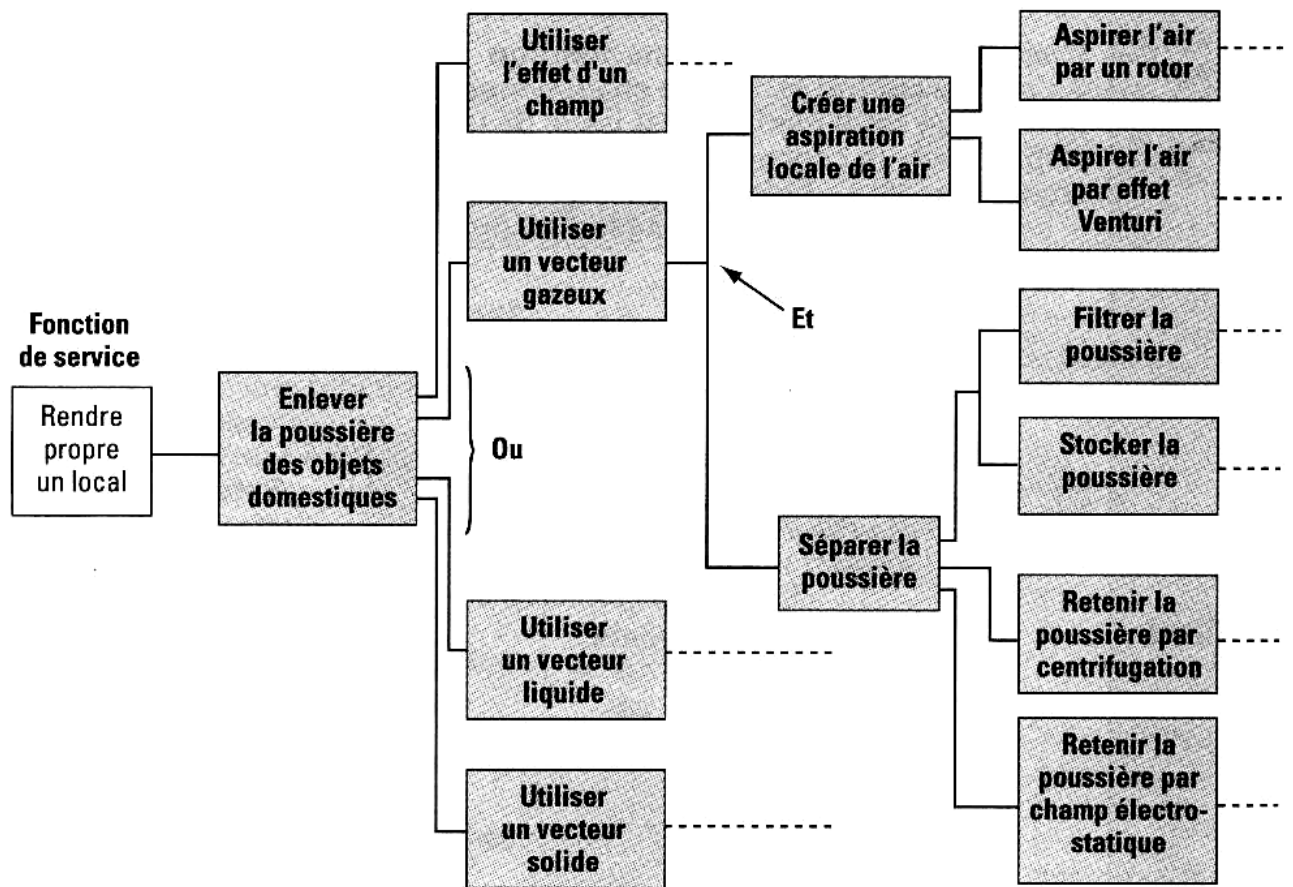 Fonction
de service
Rendre
propre
un local
Enlever
la poussière
des objets
domestiques
Ou
Utiliser
l'effet d'un
champ
Utiliser
un vecteur
gazeux
Utiliser
un vecteur
liquide
Utiliser
un vecteur
solide
Et
Créer une
aspiration
locale de l'air
Séparer la
poussière
Aspirer l'air
par un rotor
Aspirer l'air
par effet
Venturi
Filtrer la
poussière
Stocker la
poussière
Retenir la
poussière par
centrifugation
Retenir la
poussière par
champ électro-
statique